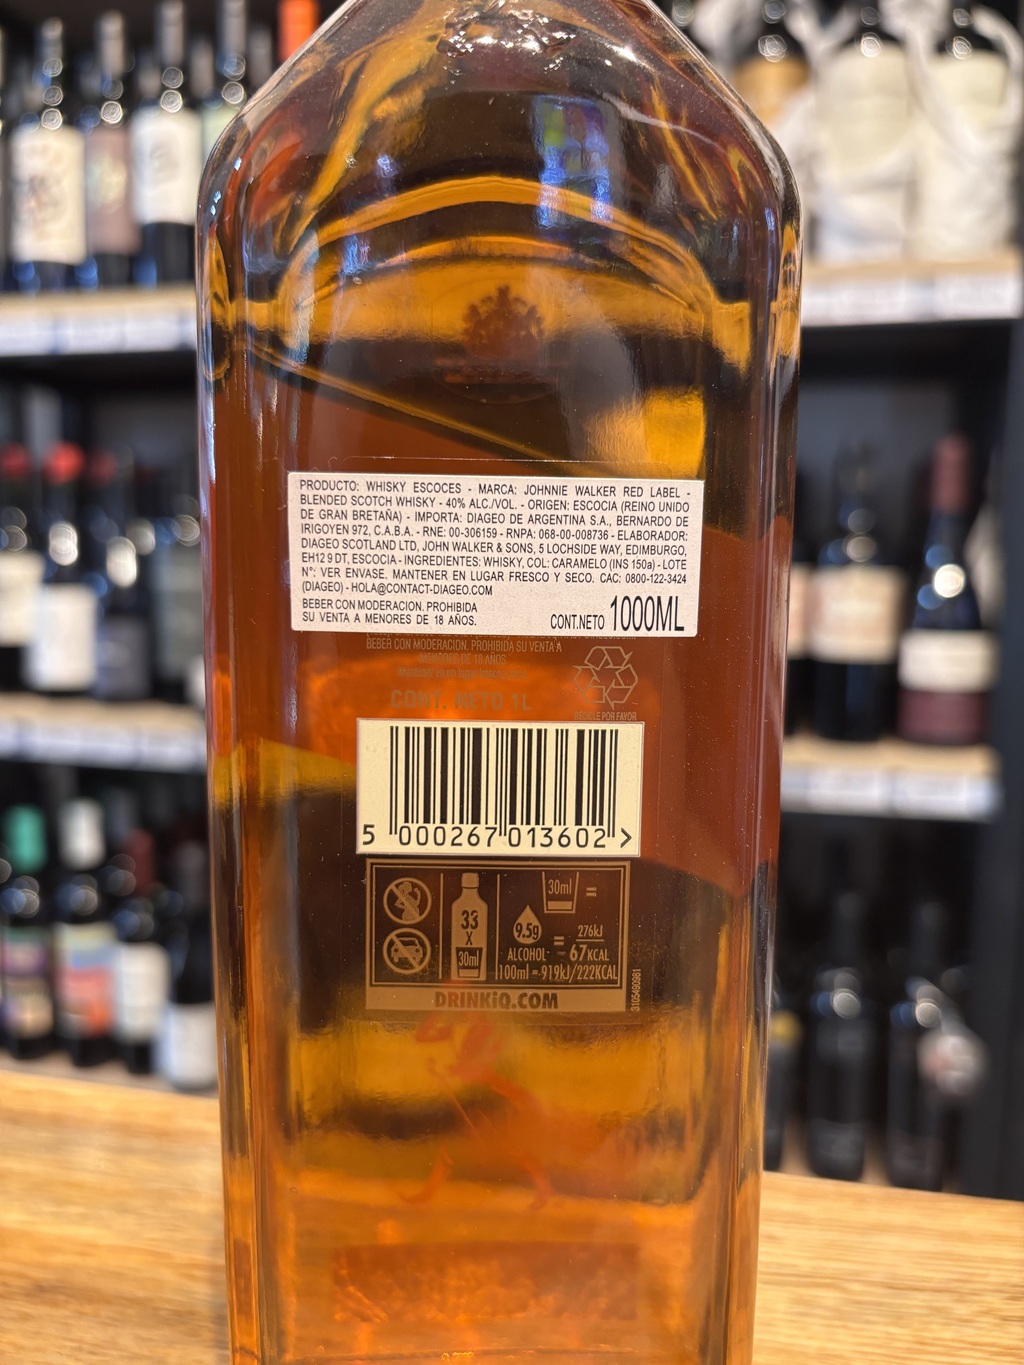 PRODUCTO: WHISKY ESCOCES - MARCA: JOHNNIE WALKER RED LABEL -
BLENDED SCOTCH WHISKY - 40% ALC./VOL. - ORIGEN: ESCOCIA (REINO UNIDO
DE GRAN BRETAÑA) - IMPORTA: DIAGEO DE ARGENTINA S.A., BERNARDO DE
IRIGOYEN 972, C.A.B.A. - RNE: 00-306159 - RNPA: 068-00-008736 - ELABORADOR:
DIAGEO SCOTLAND LTD, JOHN WALKER & SONS, 5 LOCHSIDE WAY, EDIMBURGO,
EH12 9 DT, ESCOCIA - INGREDIENTES: WHISKY, COL: CARAMELO (INS 150a) - LOTE
N°: VER ENVASE. MANTENER EN LUGAR FRESCO Y SECO. CAC: 0800-122-3424
(DIAGEO) - HOLA@CONTACT-DIAGEO.COM
BEBER CON MODERACION. PROHIBIDA
SU VENTA A MENORES DE 18 AÑOS.
CONT.NETO 1000ML
BEBER CON MODERACION. PROHIBIDA SU VENTA A
MENORES DE 18 AÑOS
CONT. NETO 1L
RECICLE POR FAVOR
5 000267 013602 >
33
X
30ml
30ml =
9.5g
ALCOHOL
= 276kJ
67KCAL
100ml = 919kJ/222KCAL
DRINKiQ.COM